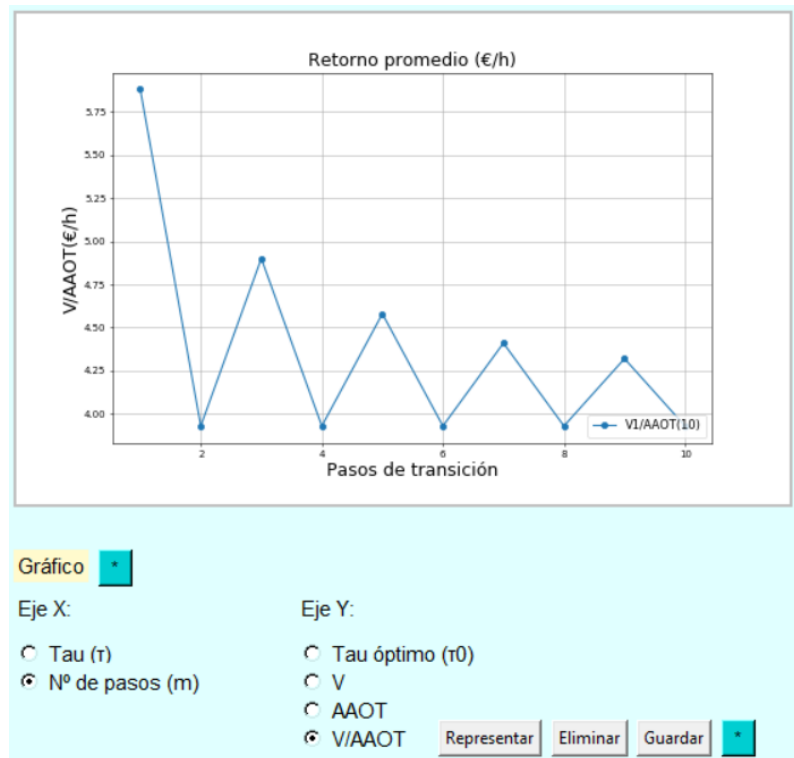 Retorno promedio (€/h)
V/AAOT(€/h)
5.75
5.50
5.25
5.00
4.75
4.50
4.25
4.00
V1/AAOT(10)
2 4 6 8 10
Pasos de transición
Gráfico *
Eje X: Eje Y:
Tau (τ) Tau óptimo (τ0)
Nº de pasos (m) V
AAOT
V/AAOT Representar Eliminar Guardar *